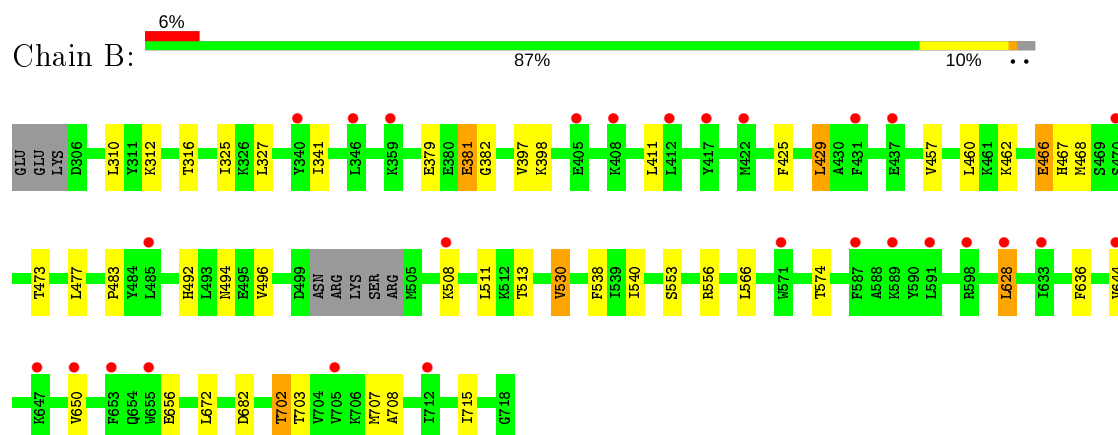 6%
Chain B:
87% 10% • •
GLU GLU LYS D306 L310 Y311 K312 T316 I325 K326 L327 Y340 I341 L346 K359 E379 E380 E381 G382 V397 K398 E405 K408 L411 L412 Y417 M422 F425 L429 A430 F431 E437 V457 L460 K461 K462 E466 H467 M468 S469 S470
T473 L477 P483 Y484 L485 H492 L493 N494 E495 V496 D499 ASN ARG LYS SER ARG M505 K508 L511 K512 T513 V530 F538 I539 I540 S553 R556 L566 W571 T574 F587 A588 K589 Y590 L591 R598 L628 I633 F636 V644
K647 V650 F653 Q654 W655 E656 L672 D682 T702 T703 V704 V705 K706 M707 A708 I712 I715 G718